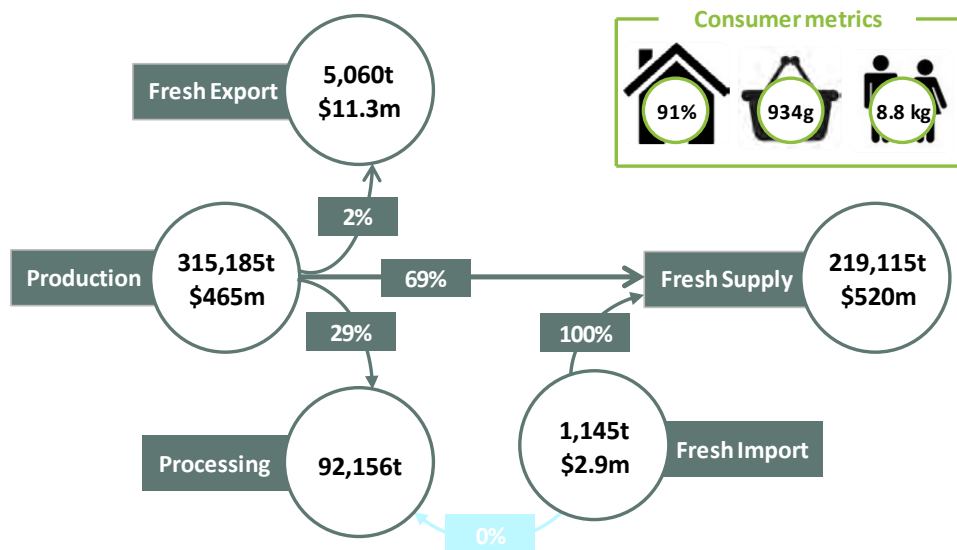 Consumer metrics
91%
934g
8.8 kg
Fresh Export
5,060t
$11.3m
2%
Production
315,185t
$465m
69%
Fresh Supply
219,115t
$520m
29%
100%
Processing
92,156t
1,145t
$2.9m
Fresh Import
0%